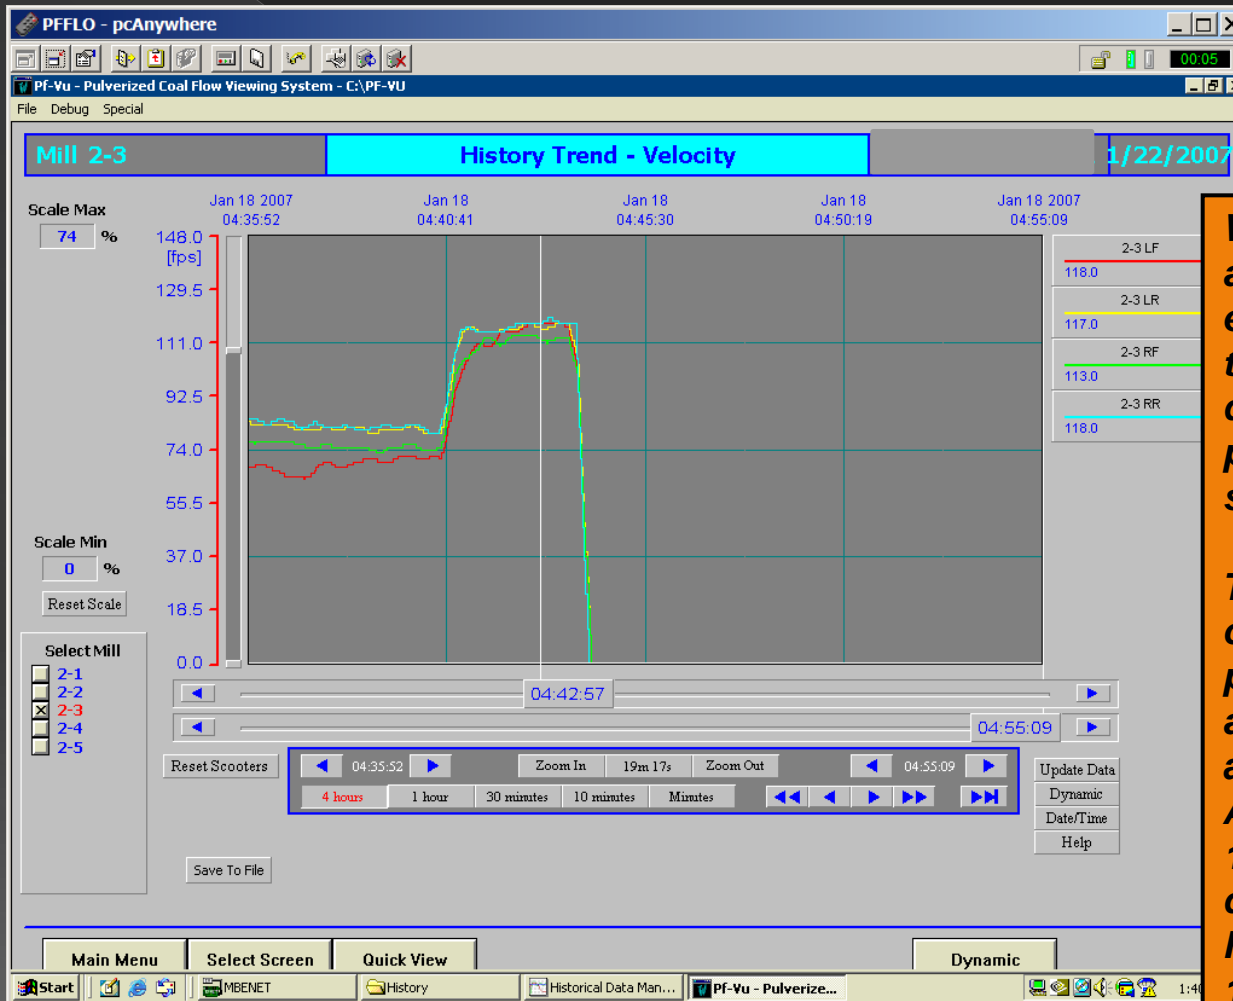 PFFLO - pcAnywhere
00:05
Pf-Vu - Pulverized Coal Flow Viewing System - C:\PF-VU
File Debug Special
Mill 2-3
History Trend - Velocity
1/22/2007
Jan 18 2007 Jan 18 Jan 18 Jan 18 Jan 18 2007
04:35:52 04:40:41 04:45:30 04:50:19 04:55:09
Scale Max
74 %
148.0
[fps]
129.5
111.0
92.5
74.0
55.5
37.0
18.5
0.0
2-3 LF
118.0
2-3 LR
117.0
2-3 RF
113.0
2-3 RR
118.0
Scale Min
0 %
Reset Scale
Select Mill
2-1
2-2
2-3
2-4
2-5
04:42:57
04:55:09
Reset Scooters
04:35:52 Zoom In 19m 17s Zoom Out 04:55:09
4 hours 1 hour 30 minutes 10 minutes Minutes
Update Data
Dynamic
Date/Time
Help
Save To File
Main Menu Select Screen Quick View Dynamic
Start MBENET History Historical Data Man... Pf-Vu - Pulverize...